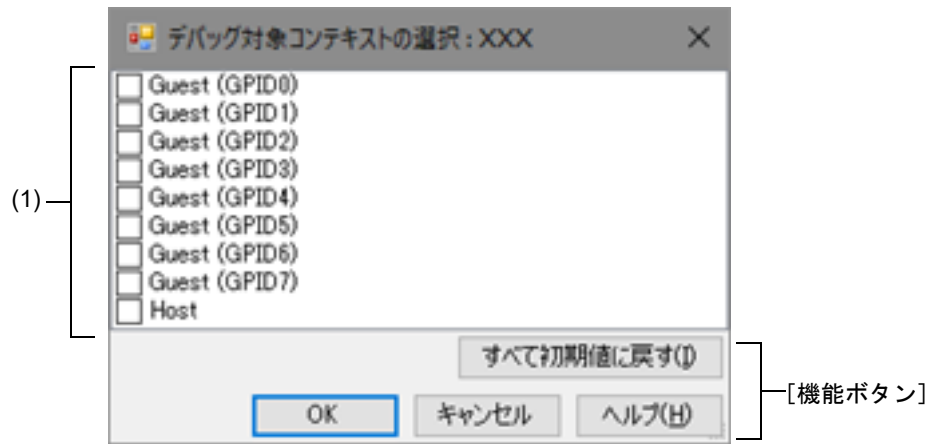 デバッグ対象コンテキストの選択 : XXX
Guest (GPID0)
Guest (GPID1)
Guest (GPID2)
Guest (GPID3)
(1)
Guest (GPID4)
Guest (GPID5)
Guest (GPID6)
Guest (GPID7)
Host
すべて初期値に戻す(I)
[機能ボタン]
OK
キャンセル
ヘルプ(H)